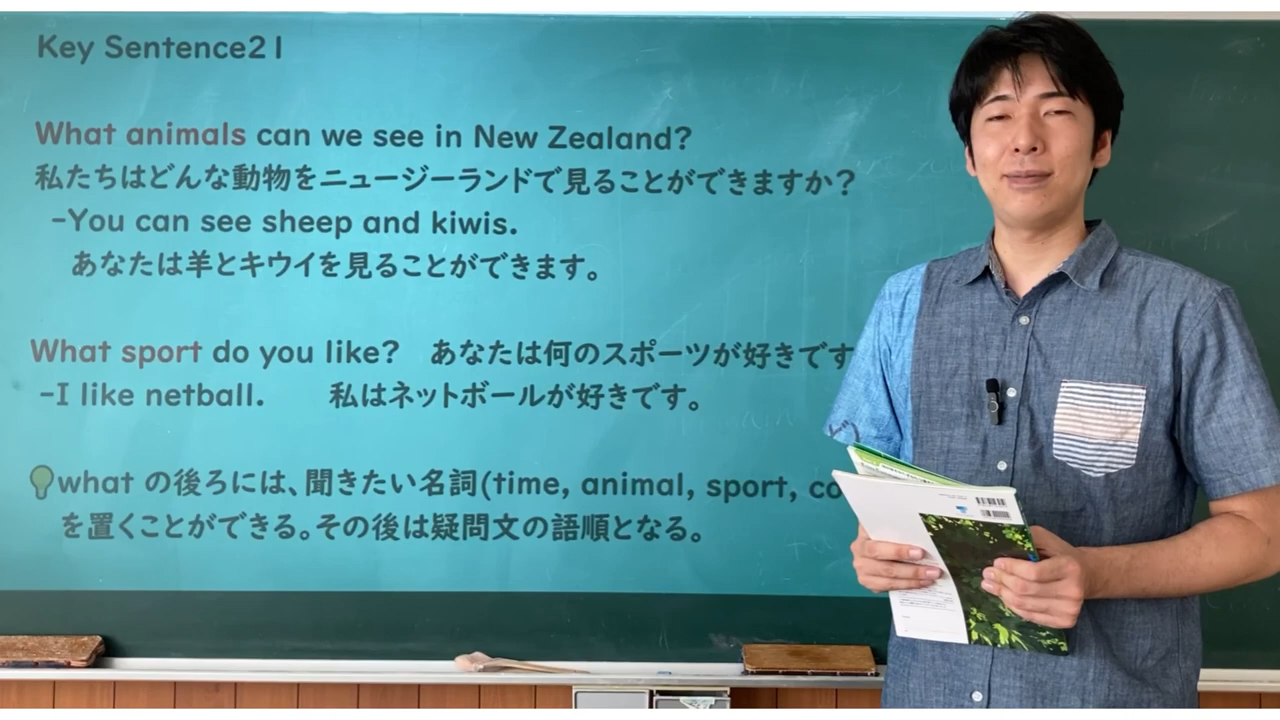 Key Sentence21
What animals can we see in New Zealand?
私たちはどんな動物をニュージーランドで見ることができますか？
-You can see sheep and kiwis.
あなたは羊とキウイを見ることができます。
What sport do you like? あなたは何のスポーツが好きです
-I like netball. 私はネットボールが好きです。
what の後ろには、聞きたい名詞(time, animal, sport, co
を置くことができる。その後は疑問文の語順となる。